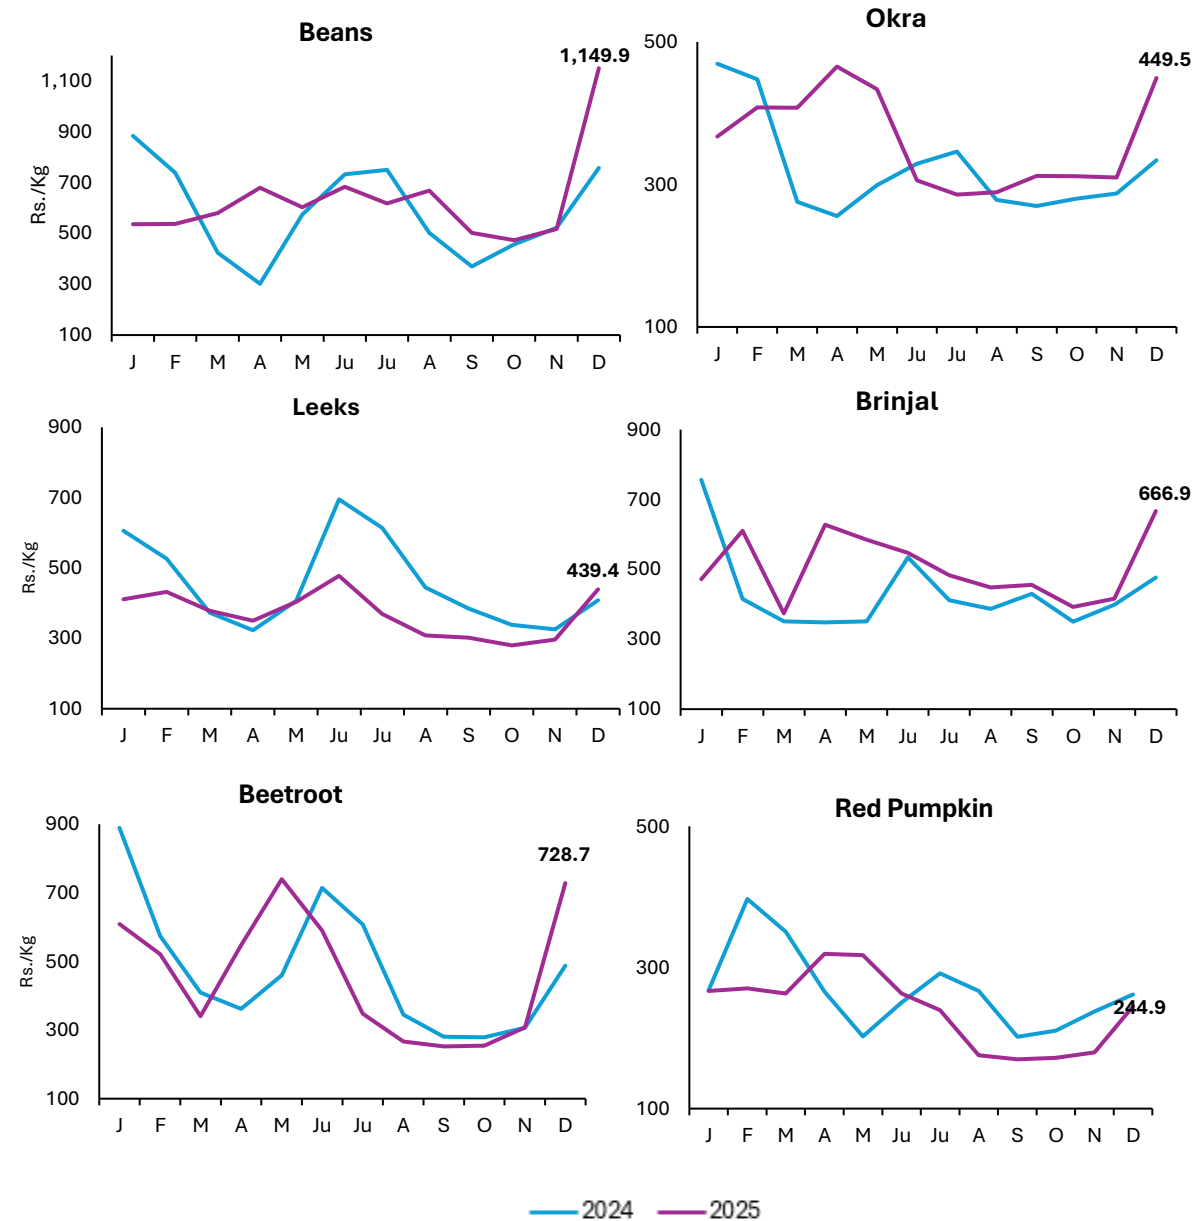 Beans
1,149.9
Rs./Kg
1,100
900
700
500
300
100
J F M A M Ju Ju A S O N D
Okra
449.5
500
300
100
J F M A M Ju Ju A S O N D
Leeks
439.4
Rs./Kg
900
700
500
300
100
J F M A M Ju Ju A S O N D
Brinjal
666.9
900
700
500
300
100
J F M A M Ju Ju A S O N D
Beetroot
728.7
Rs./Kg
900
700
500
300
100
J F M A M Ju Ju A S O N D
Red Pumpkin
244.9
500
300
100
J F M A M Ju Ju A S O N D
2024 2025